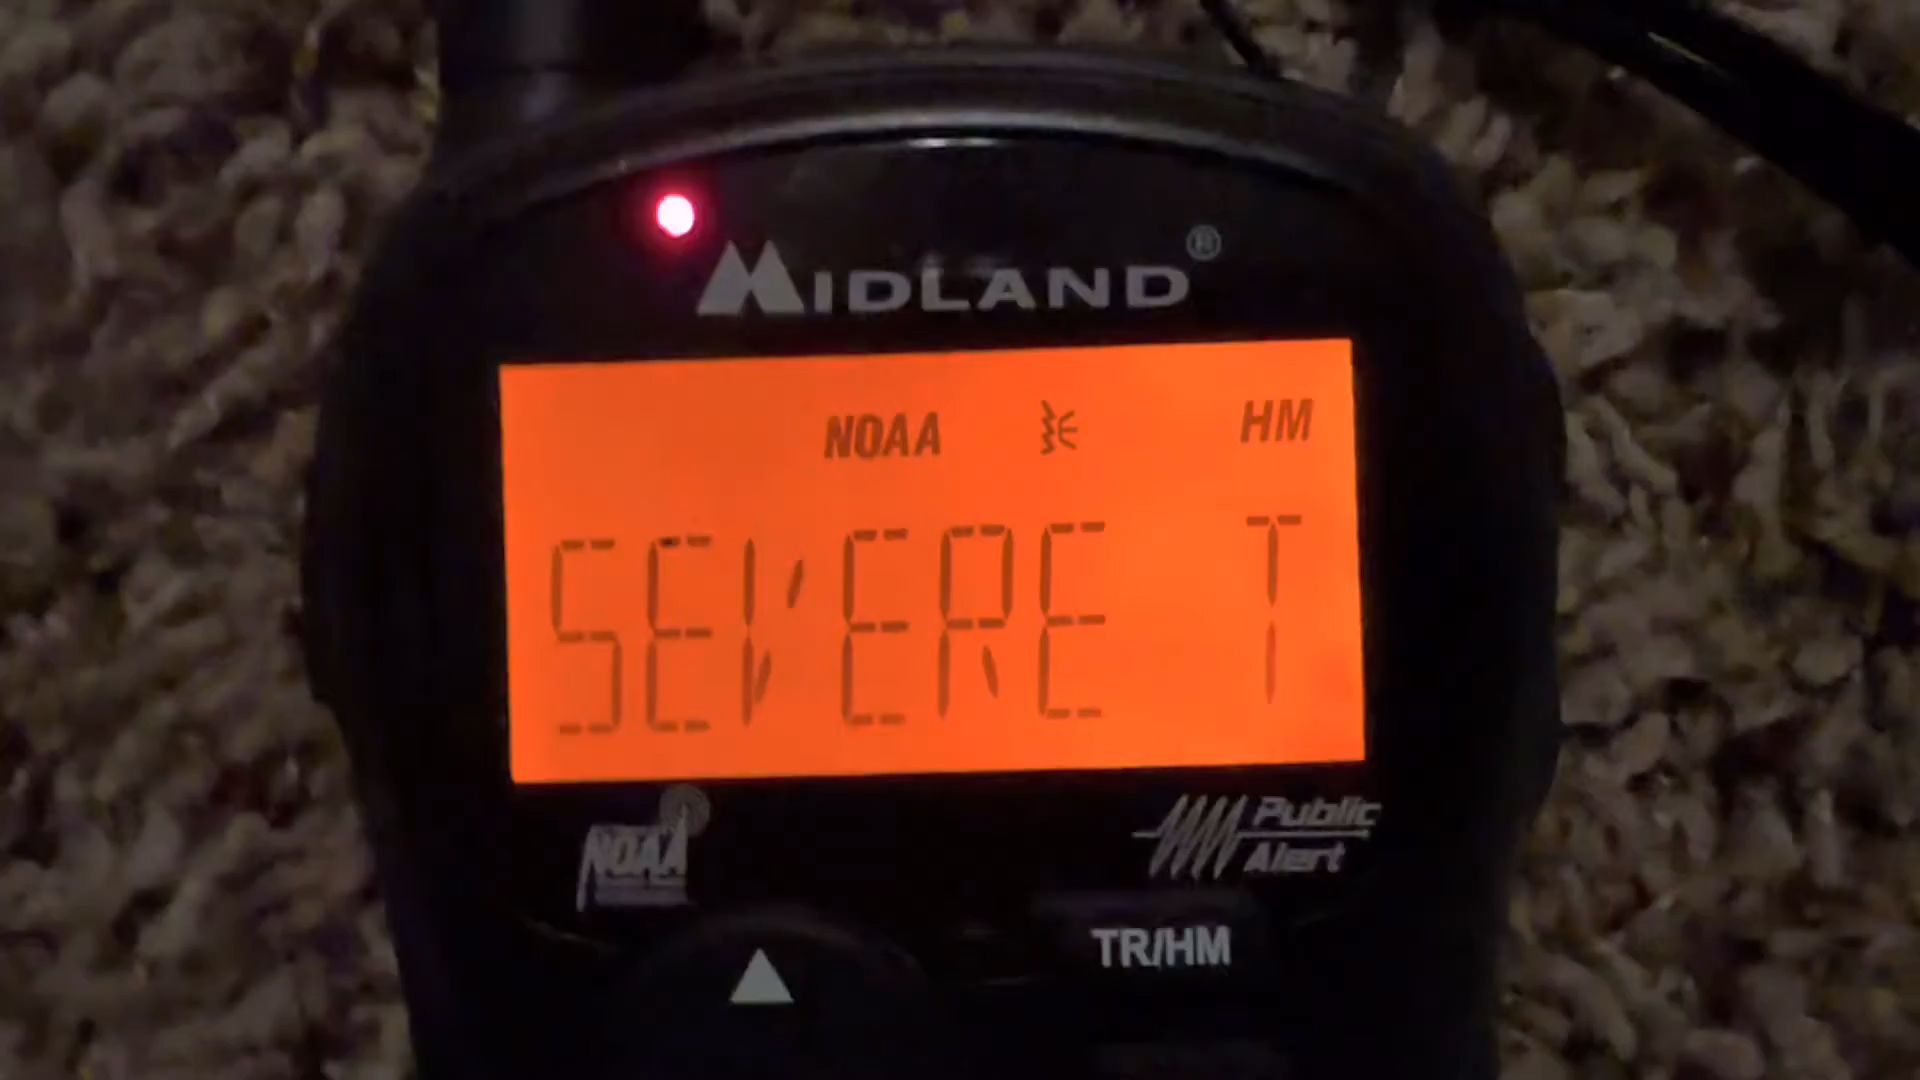 MIDLAND®
NOAA HM
SEVERE T
NOAA
Public
Alert
TR/HM